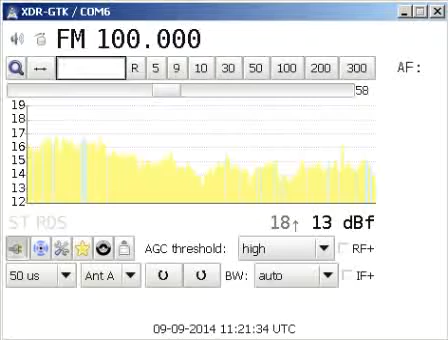 XDR-GTK / COM6
FM 100.000
R 5 9 10 30 50 100 200 300 AF:
58
19
18
17
16
15
14
13
12
ST RDS 18↑ 13 dBf
AGC threshold: high RF+
50 us Ant A BW: auto IF+
09-09-2014 11:21:34 UTC